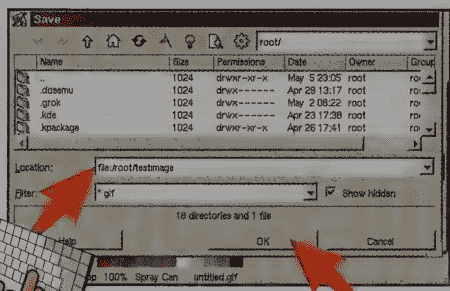 Save
root/
Name Size Permissions Date Owner Group
.. 1024 drwxr-xr-x May 5 23:05 root
.dosemu 1024 drwx------ Apr 29 13:17 root
.grok 1024 drwx------ May 2 08:22 root
.kde 1024 drwx------ Apr 23 17:38 root
.kpackage 1024 drwxr-xr-x Apr 26 17:41 root
Location: file:/root/testimage
Filter: *.gif Show hidden
18 directories and 1 file
Help OK Cancel
100% Spray Can untitled.gif